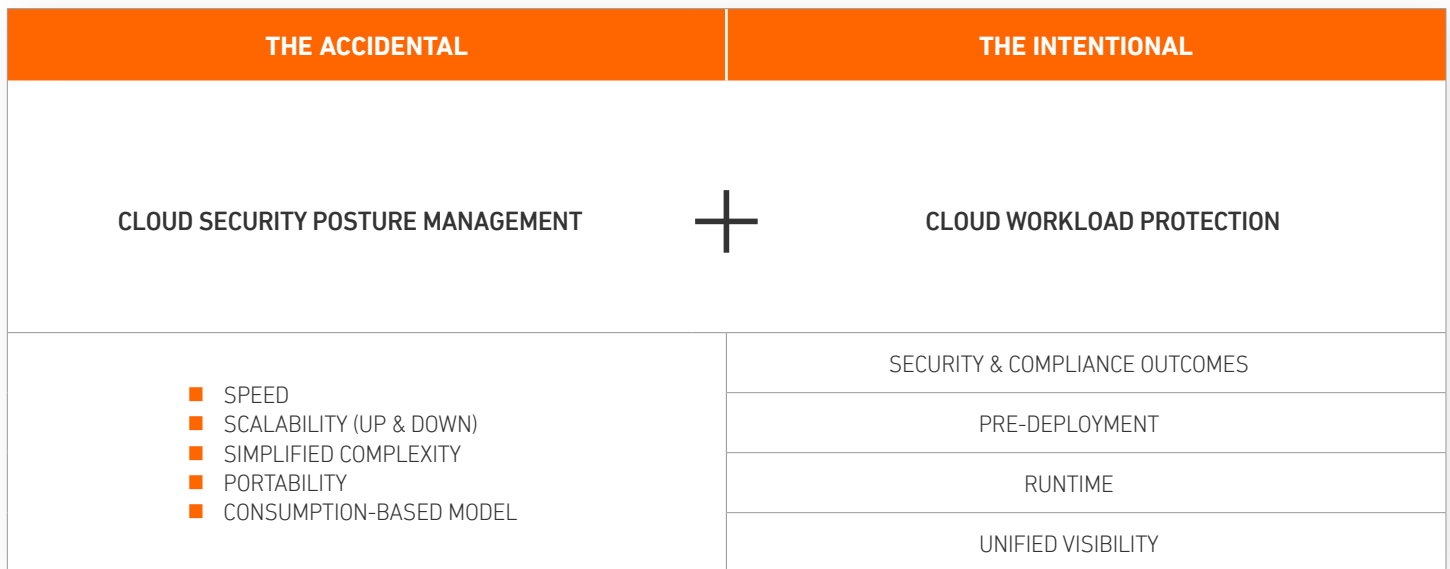 THE ACCIDENTAL
THE INTENTIONAL
CLOUD SECURITY POSTURE MANAGEMENT
+
CLOUD WORKLOAD PROTECTION
SPEED
SCALABILITY (UP & DOWN)
SIMPLIFIED COMPLEXITY
PORTABILITY
CONSUMPTION-BASED MODEL
SECURITY & COMPLIANCE OUTCOMES
PRE-DEPLOYMENT
RUNTIME
UNIFIED VISIBILITY